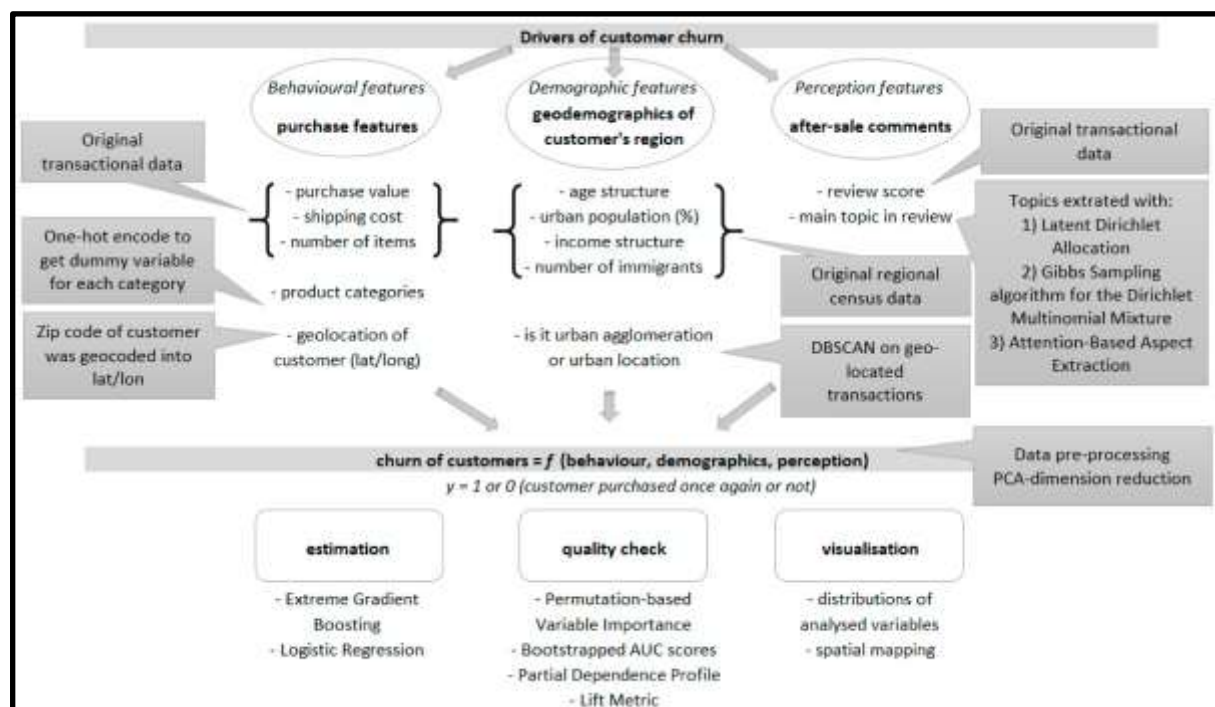 Drivers of customer churn
Behavioural features
purchase features
Demographic features
geodemographics of
customer's region
Perception features
after-sale comments
Original
transactional data
- purchase value
- shipping cost
- number of items
One-hot encode to
get dummy variable
for each category
- product categories
Zip code of customer
was geocoded into
lat/lon
- geolocation of
customer (lat/long)
- age structure
- urban population (%)
- income structure
- number of immigrants
Original regional
census data
- is it urban agglomeration
or urban location
DBSCAN on geo-
located
transactions
- review score
- main topic in review
Original transactional
data
Topics extrated with:
1) Latent Dirichlet
Allocation
2) Gibbs Sampling
algorithm for the Dirichlet
Multinomial Mixture
3) Attention-Based Aspect
Extraction
churn of customers = f (behaviour, demographics, perception)
y = 1 or 0 (customer purchased once again or not)
Data pre-processing
PCA-dimension reduction
estimation
- Extreme Gradient
Boosting
- Logistic Regression
quality check
- Permutation-based
Variable Importance
- Bootstrapped AUC scores
- Partial Dependence Profile
- Lift Metric
visualisation
- distributions of
analysed variables
- spatial mapping